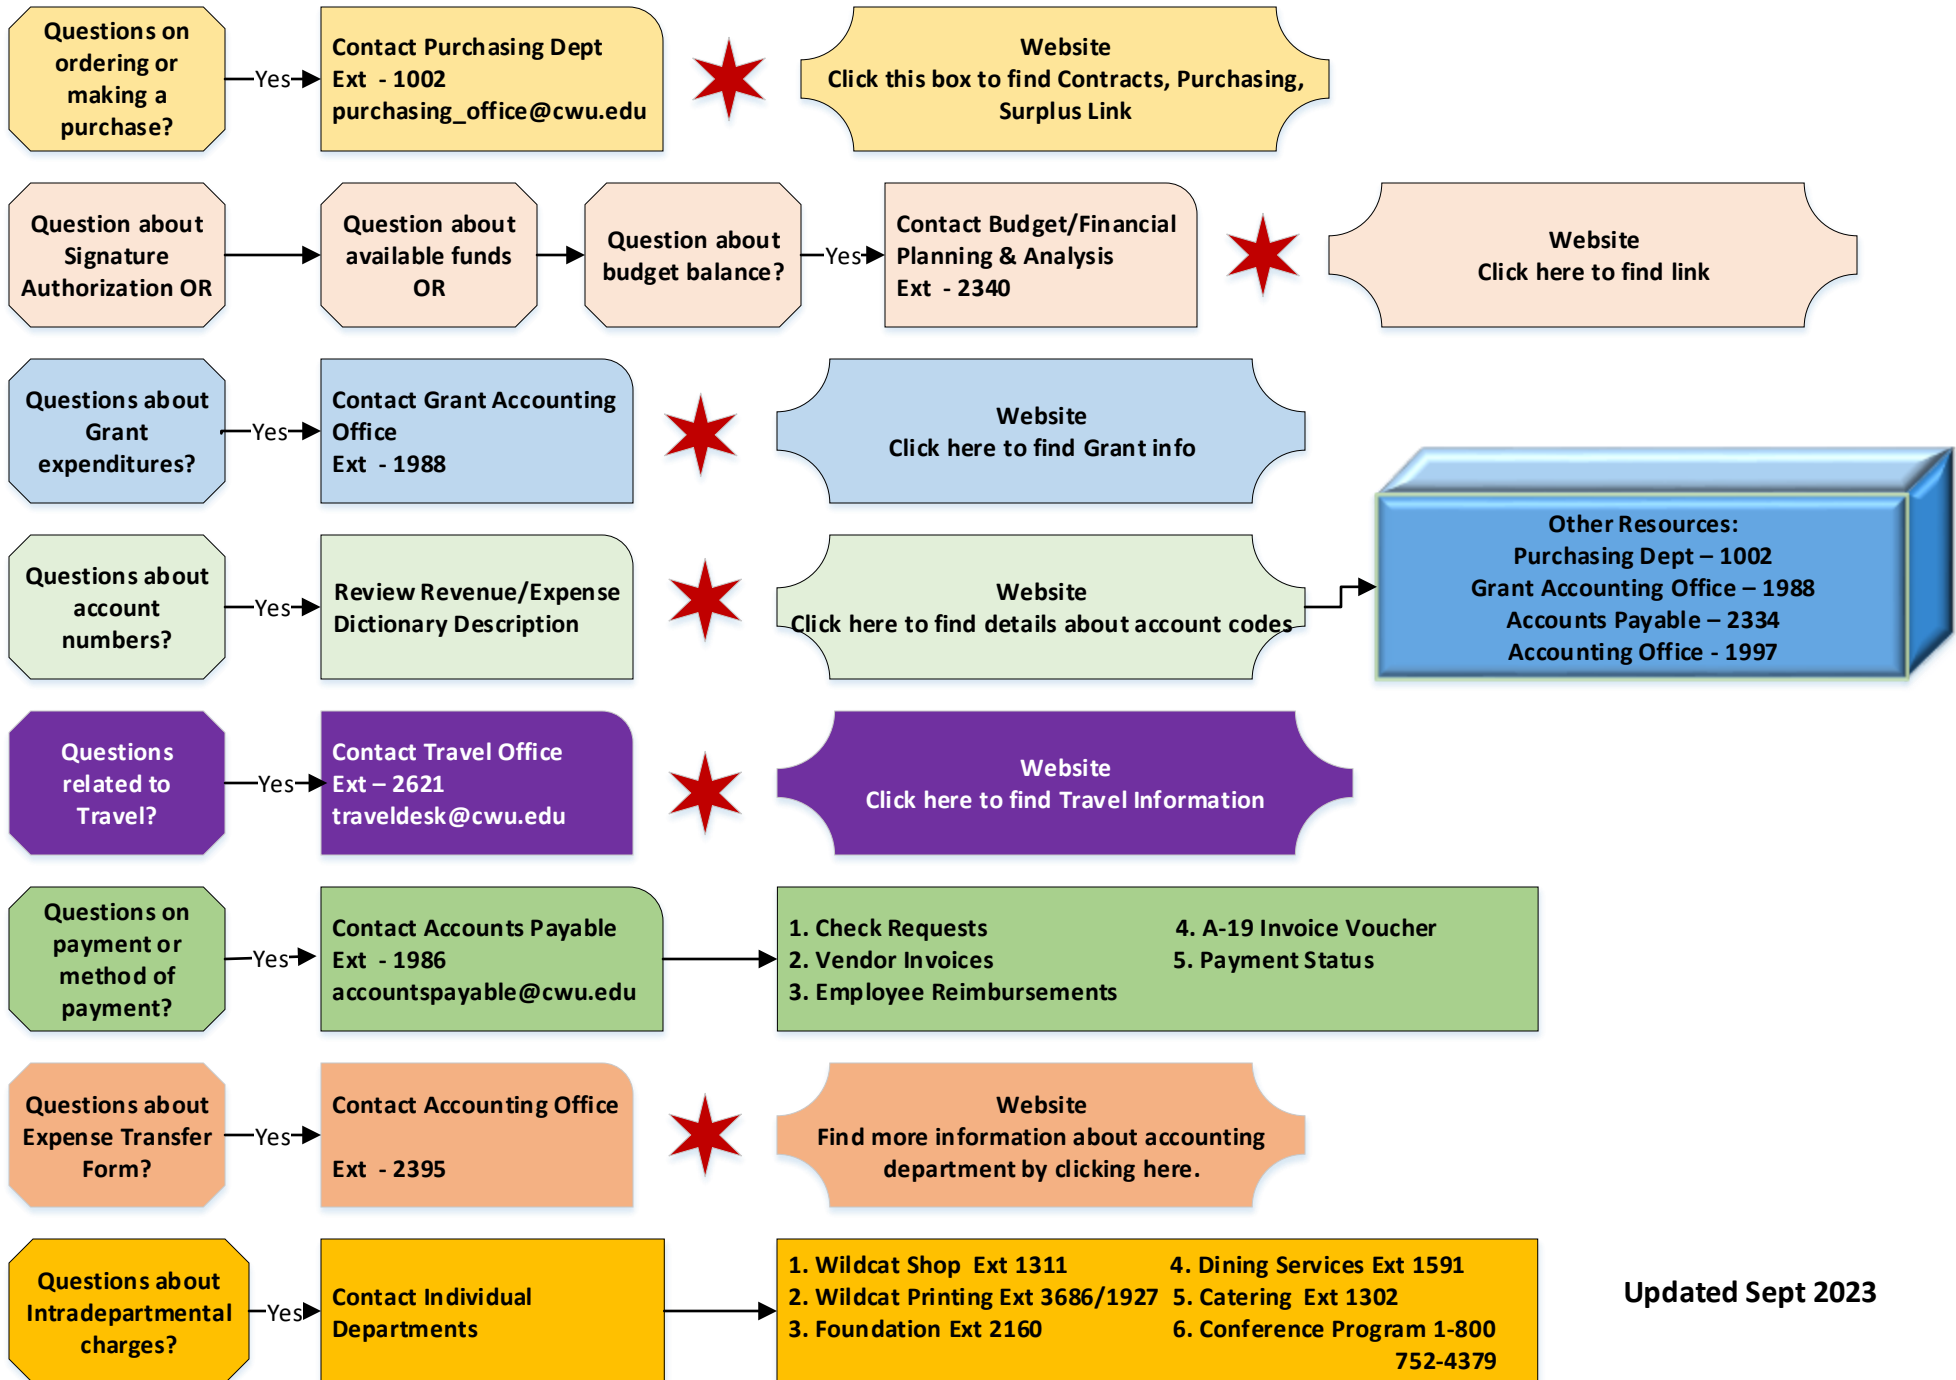 Questions on
ordering or
making a
purchase?
Yes
Contact Purchasing Dept
Ext - 1002
purchasing_office@cwu.edu
Website
Click this box to find Contracts, Purchasing,
Surplus Link
Question about
Signature
Authorization OR
Question about
available funds
OR
Question about
budget balance?
Yes
Contact Budget/Financial
Planning & Analysis
Ext - 2340
Website
Click here to find link
Questions about
Grant
expenditures?
Yes
Contact Grant Accounting
Office
Ext - 1988
Website
Click here to find Grant info
Questions about
account
numbers?
Yes
Review Revenue/Expense
Dictionary Description
Website
Click here to find details about account codes
Other Resources:
Purchasing Dept – 1002
Grant Accounting Office – 1988
Accounts Payable – 2334
Accounting Office - 1997
Questions
related to
Travel?
Yes
Contact Travel Office
Ext – 2621
traveldesk@cwu.edu
Website
Click here to find Travel Information
Questions on
payment or
method of
payment?
Yes
Contact Accounts Payable
Ext - 1986
accountspayable@cwu.edu
1. Check Requests
2. Vendor Invoices
3. Employee Reimbursements
4. A-19 Invoice Voucher
5. Payment Status
Questions about
Expense Transfer
Form?
Yes
Contact Accounting Office
Ext - 2395
Website
Find more information about accounting
department by clicking here.
Questions about
Intradepartmental
charges?
Yes
Contact Individual
Departments
1. Wildcat Shop Ext 1311
2. Wildcat Printing Ext 3686/1927
3. Foundation Ext 2160
4. Dining Services Ext 1591
5. Catering Ext 1302
6. Conference Program 1-800
752-4379
Updated Sept 2023